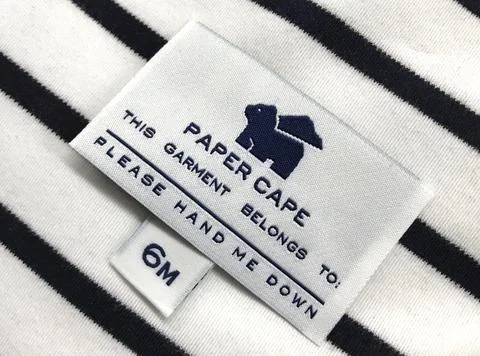 PAPER CAPE
THIS GARMENT BELONGS TO:
PLEASE HAND ME DOWN
6M